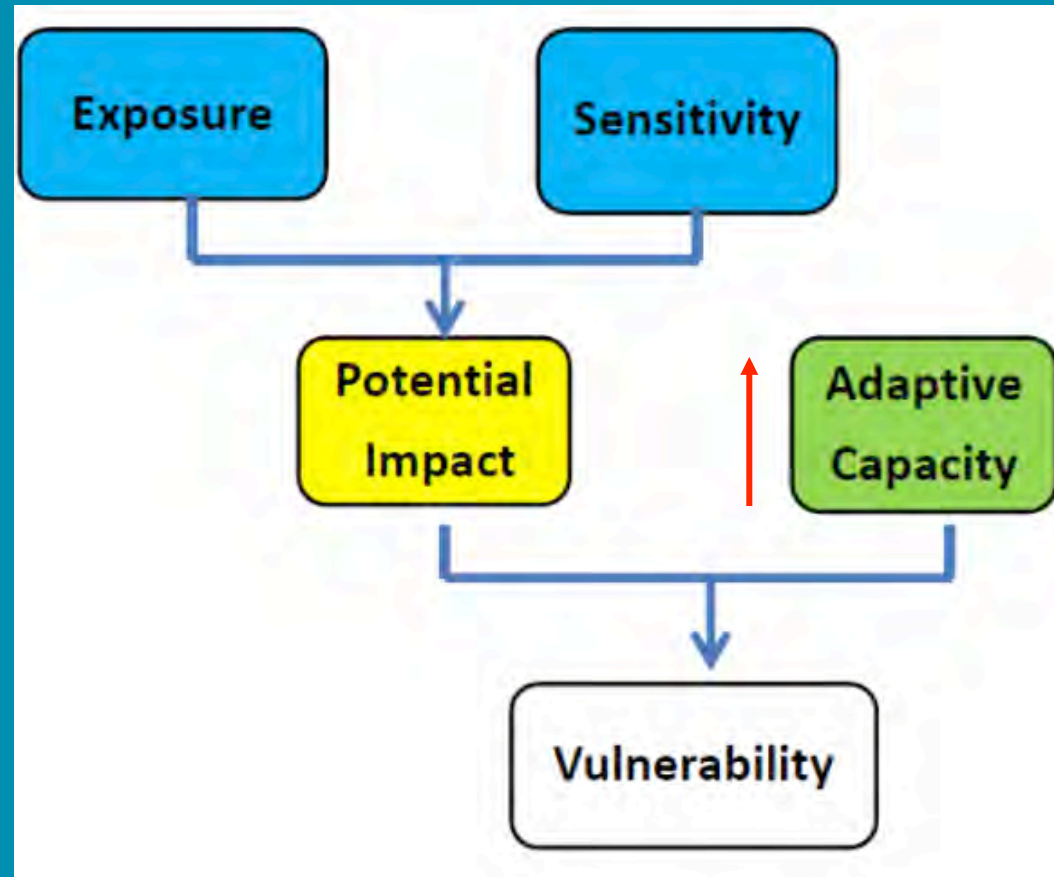 Exposure
Sensitivity
Potential
Impact
Adaptive
Capacity
Vulnerability